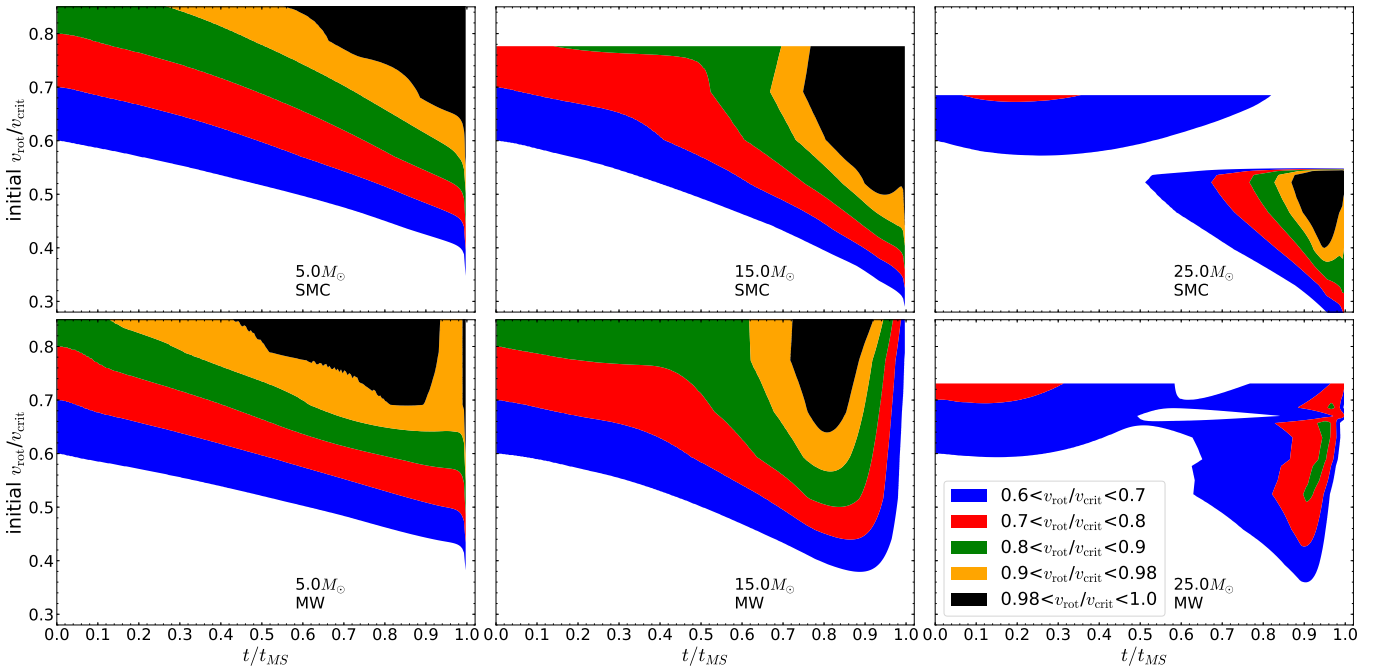 initial v_rot/v_crit
0.8
0.7
0.6
0.5
0.4
0.3
5.0M⊙
SMC
15.0M⊙
SMC
25.0M⊙
SMC
initial v_rot/v_crit
0.8
0.7
0.6
0.5
0.4
0.3
5.0M⊙
MW
15.0M⊙
MW
0.6<v_rot/v_crit<0.7
0.7<v_rot/v_crit<0.8
0.8<v_rot/v_crit<0.9
0.9<v_rot/v_crit<0.98
0.98<v_rot/v_crit<1.0
25.0M⊙
MW
0.0 0.1 0.2 0.3 0.4 0.5 0.6 0.7 0.8 0.9 1.0
0.0 0.1 0.2 0.3 0.4 0.5 0.6 0.7 0.8 0.9 1.0
0.0 0.1 0.2 0.3 0.4 0.5 0.6 0.7 0.8 0.9 1.0
t/t_MS
t/t_MS
t/t_MS